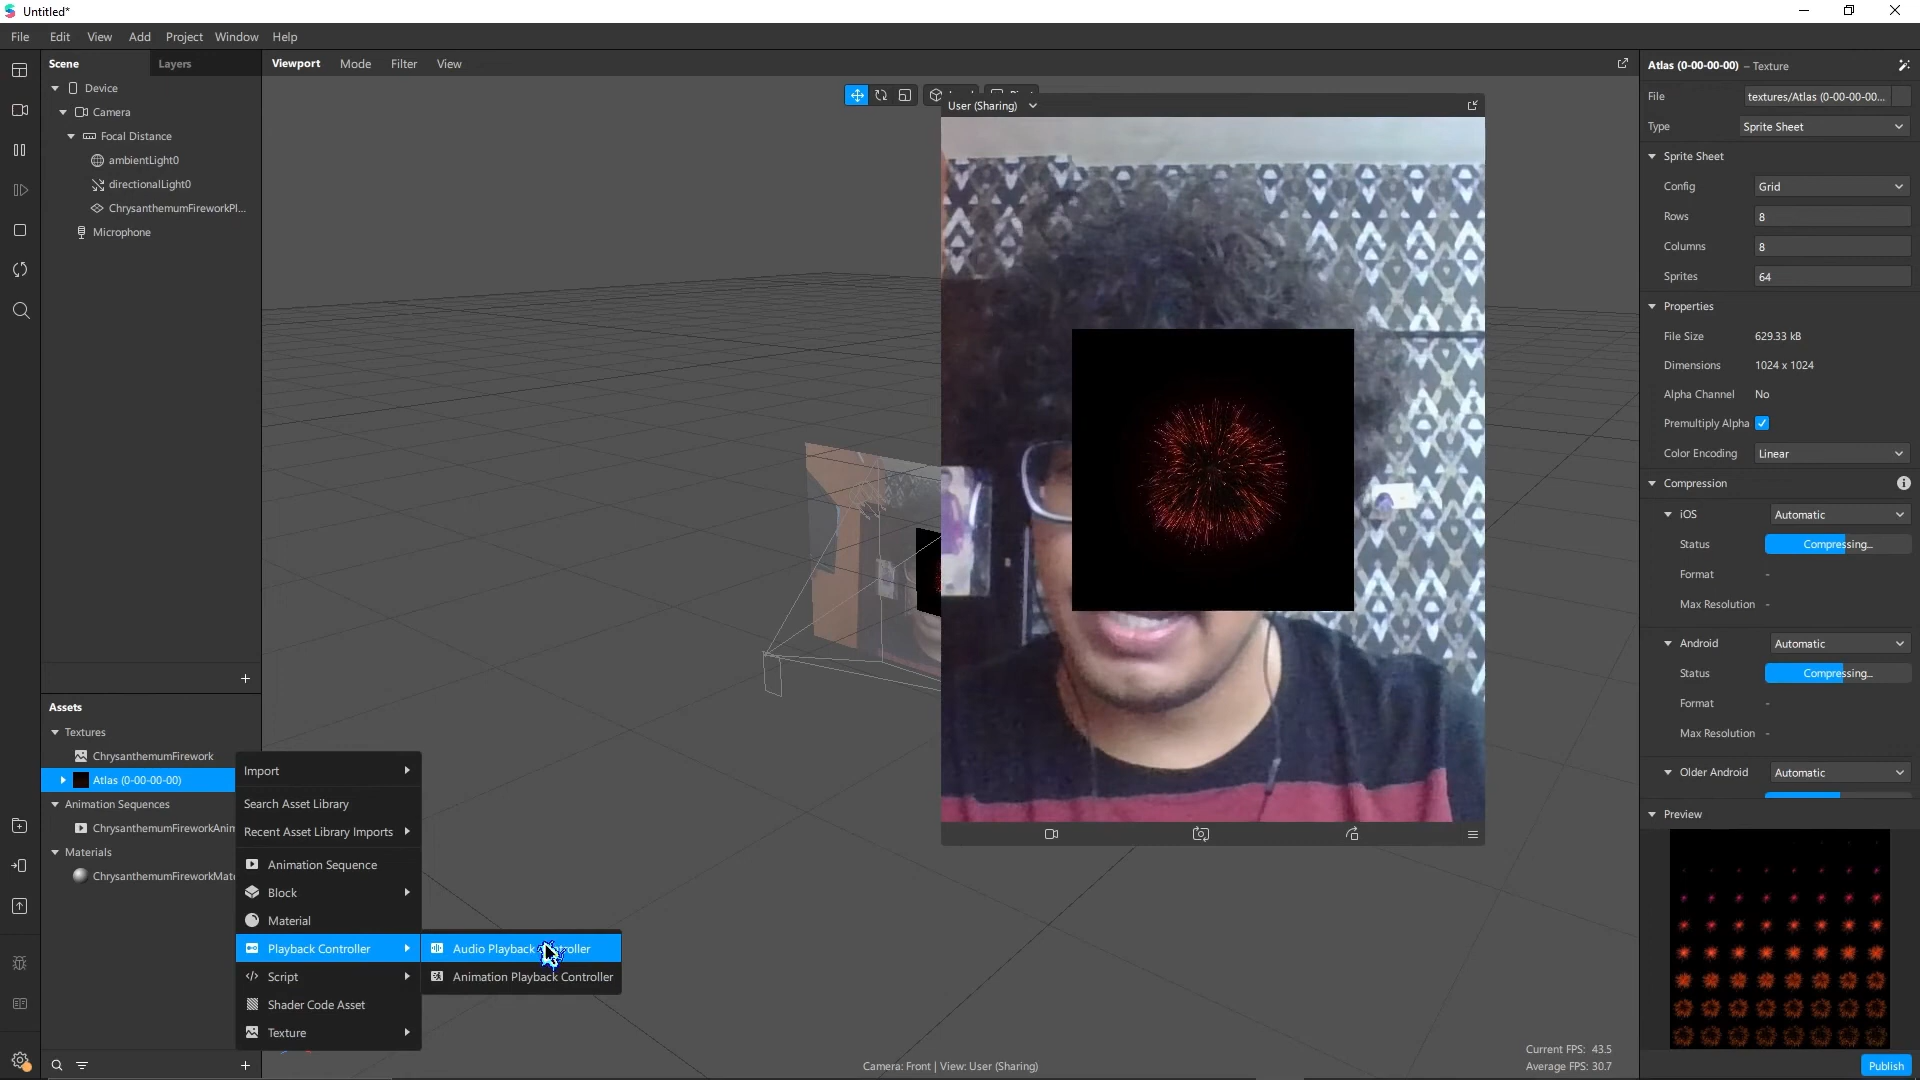 Untitled*
File Edit View Add Project Window Help
Scene Layers
Viewport Mode Filter View
Device
Camera
Focal Distance
ambientLight0
directionalLight0
ChrysanthemumFireworkPl...
Microphone
User (Sharing)
Assets
Textures
ChrysanthemumFirework
Atlas (0-00-00-00)
Animation Sequences
ChrysanthemumFireworkAnim
Materials
ChrysanthemumFireworkMate
Import
Search Asset Library
Recent Asset Library Imports
Animation Sequence
Block
Material
Playback Controller
Script
Shader Code Asset
Texture
Audio Playback
Animation Playback Controller
Camera: Front | View: User (Sharing)
Current FPS: 43.5
Average FPS: 30.7
Atlas (0-00-00-00) – Texture
File textures/Atlas (0-00-00-00...
Type Sprite Sheet
Sprite Sheet
Config Grid
Rows 8
Columns 8
Sprites 64
Properties
File Size 629.33 kB
Dimensions 1024 x 1024
Alpha Channel No
Premultiply Alpha
Color Encoding Linear
Compression
iOS Automatic
Status Compressing...
Format -
Max Resolution -
Android Automatic
Status Compressing...
Format -
Max Resolution -
Older Android Automatic
Preview
Publish